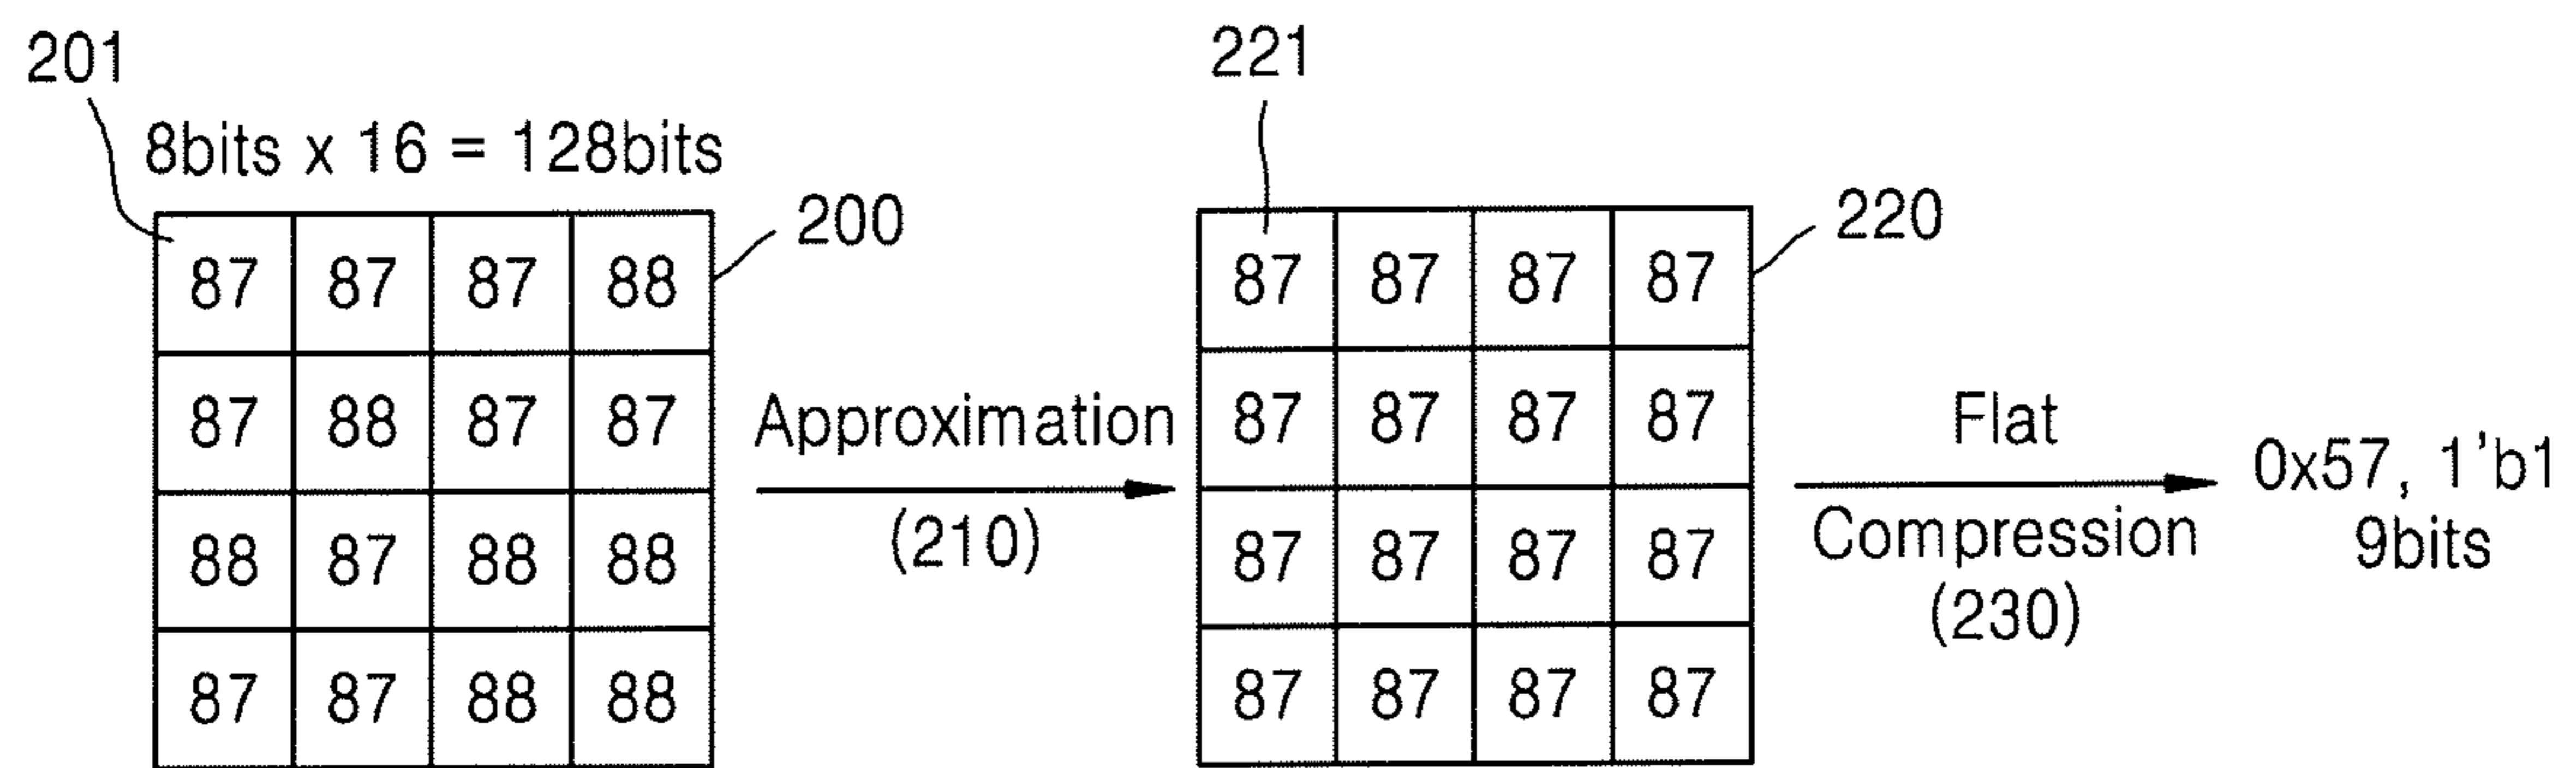 201
8bits x 16 = 128bits
200
87 87 87 88
87 88 87 87
88 87 88 88
87 87 88 88
Approximation
(210)
221
220
87 87 87 87
87 87 87 87
87 87 87 87
87 87 87 87
Flat
Compression
(230)
0x57, 1'b1
9bits